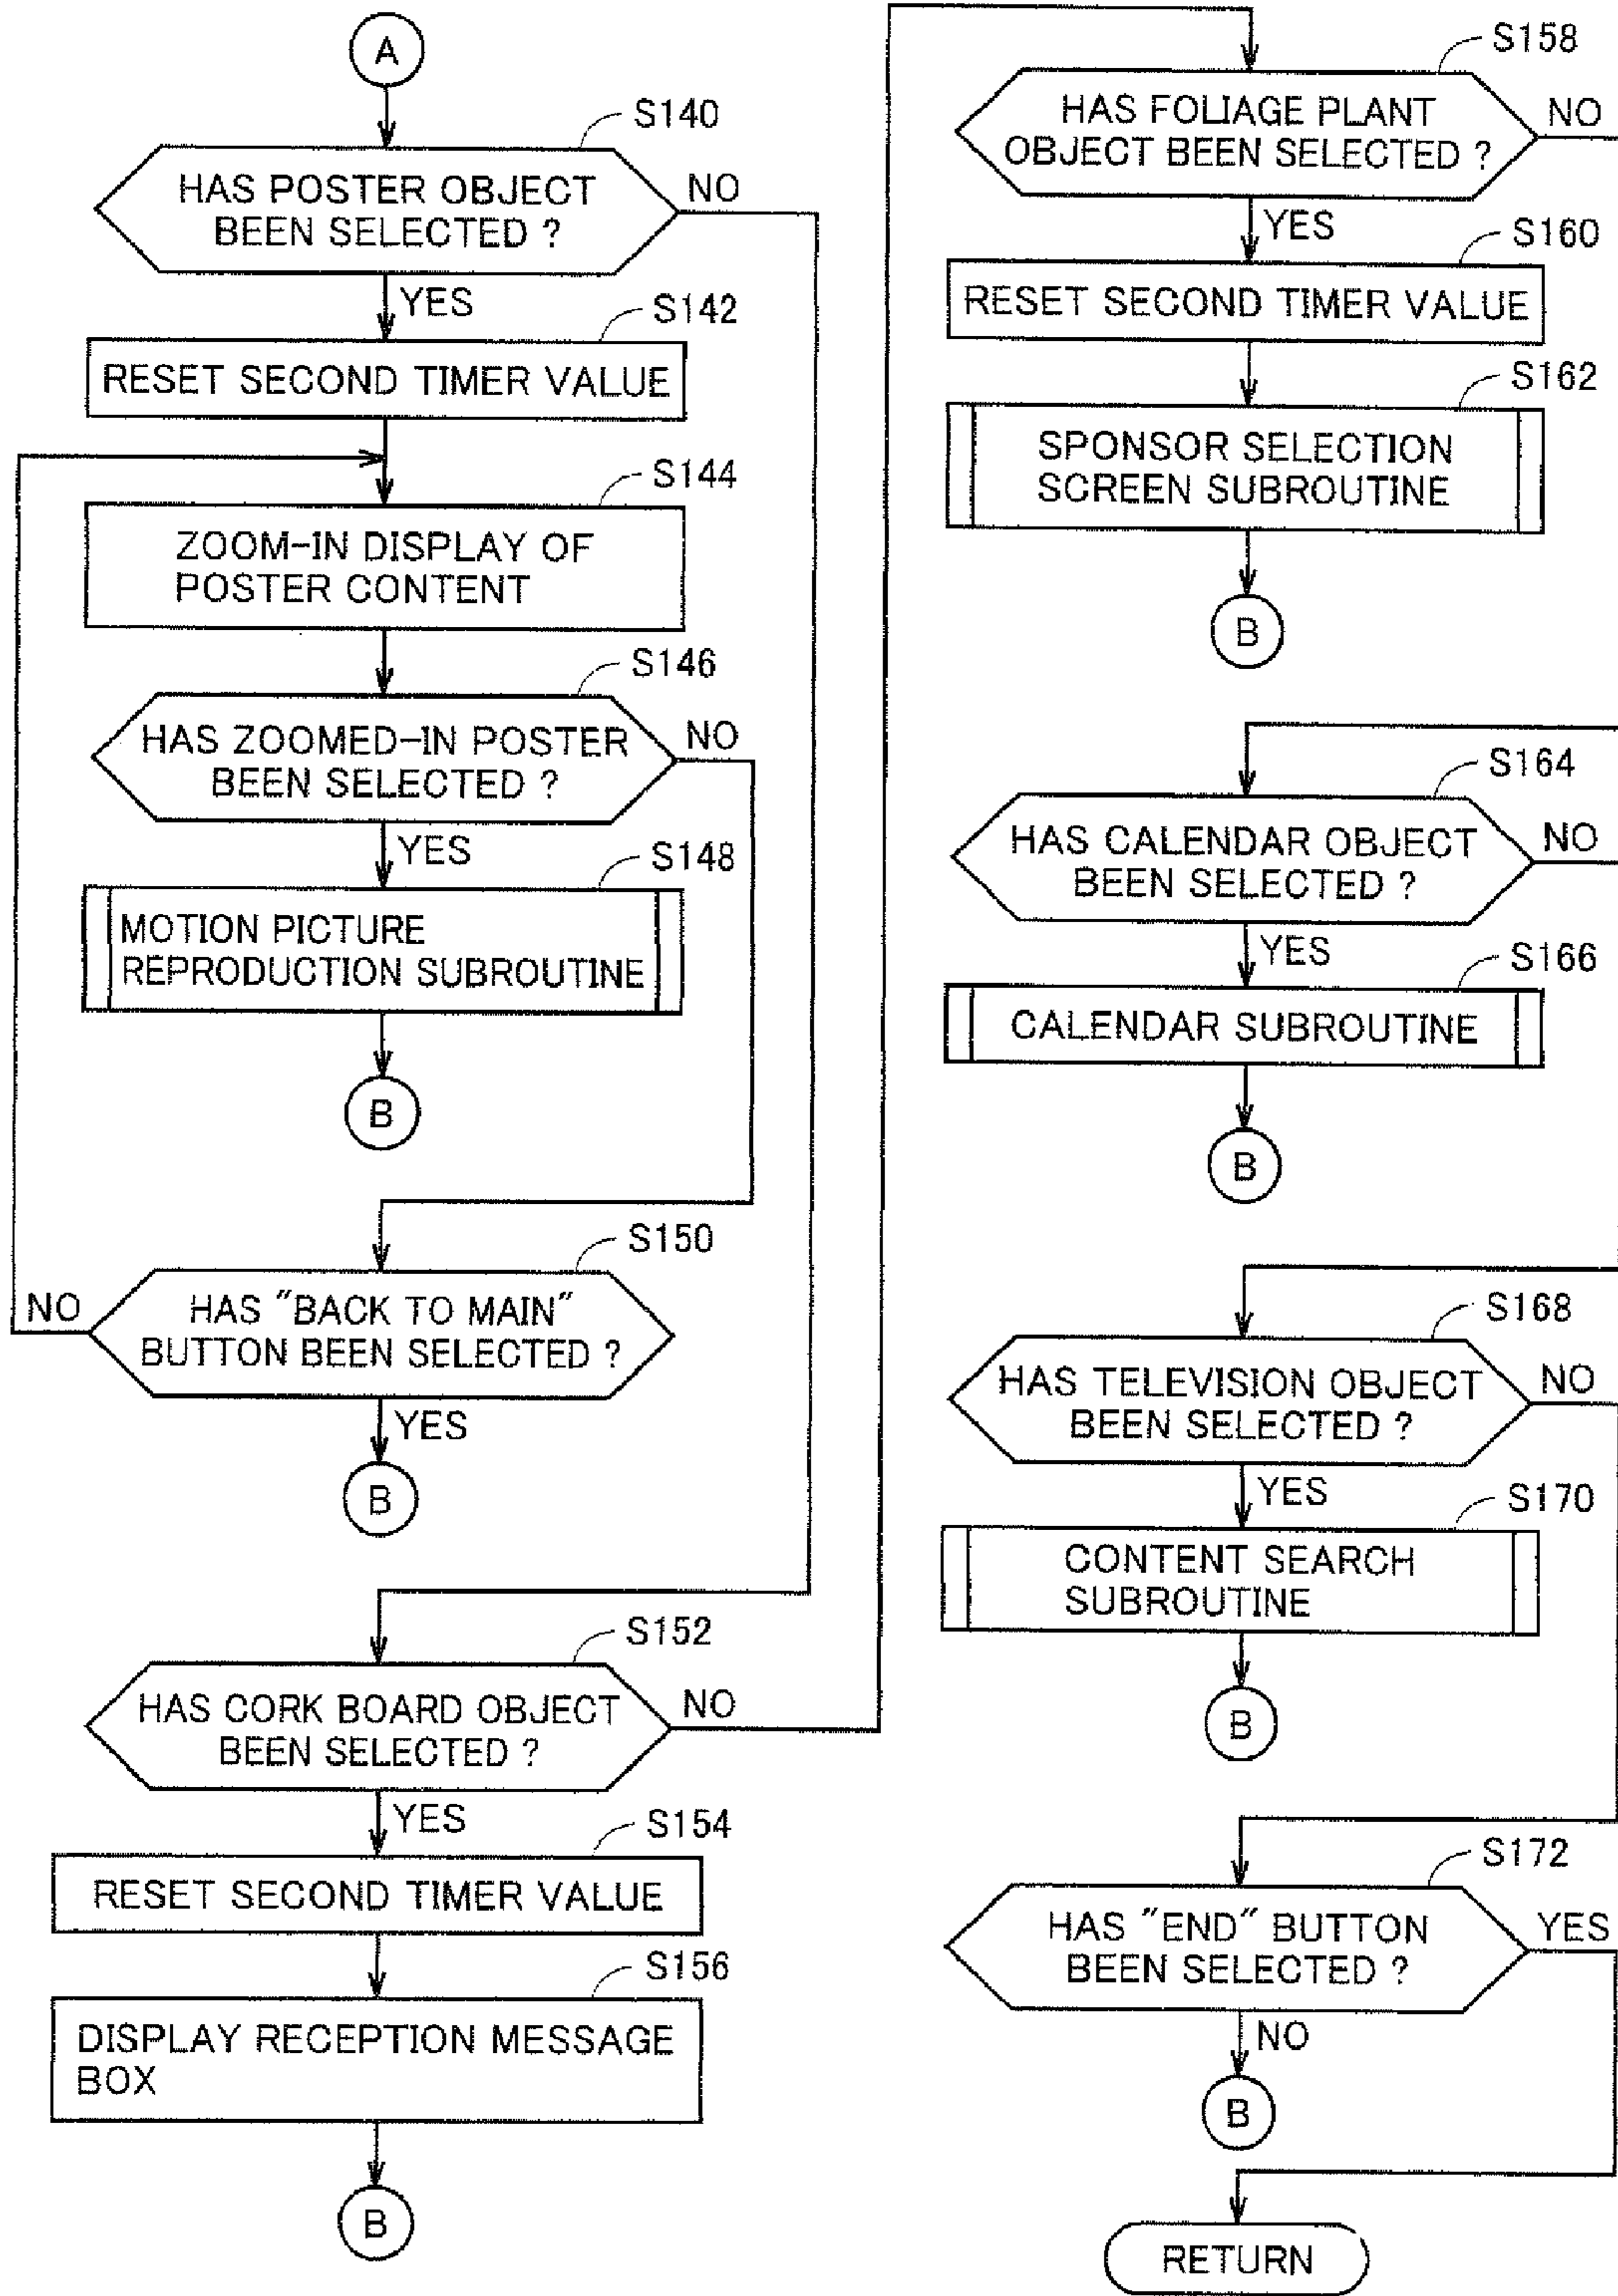 A
S140
HAS POSTER OBJECT
BEEN SELECTED ?
NO
YES
S142
RESET SECOND TIMER VALUE
S144
ZOOM-IN DISPLAY OF
POSTER CONTENT
S146
HAS ZOOMED-IN POSTER
BEEN SELECTED ?
NO
YES
S148
MOTION PICTURE
REPRODUCTION SUBROUTINE
B
S150
HAS "BACK TO MAIN"
BUTTON BEEN SELECTED ?
NO
YES
B
S152
HAS CORK BOARD OBJECT
BEEN SELECTED ?
NO
YES
S154
RESET SECOND TIMER VALUE
S156
DISPLAY RECEPTION MESSAGE
BOX
B
S158
HAS FOLIAGE PLANT
OBJECT BEEN SELECTED ?
NO
YES
S160
RESET SECOND TIMER VALUE
S162
SPONSOR SELECTION
SCREEN SUBROUTINE
B
S164
HAS CALENDAR OBJECT
BEEN SELECTED ?
NO
YES
S166
CALENDAR SUBROUTINE
B
S168
HAS TELEVISION OBJECT
BEEN SELECTED ?
NO
YES
S170
CONTENT SEARCH
SUBROUTINE
B
S172
HAS "END" BUTTON
BEEN SELECTED ?
YES
NO
B
RETURN